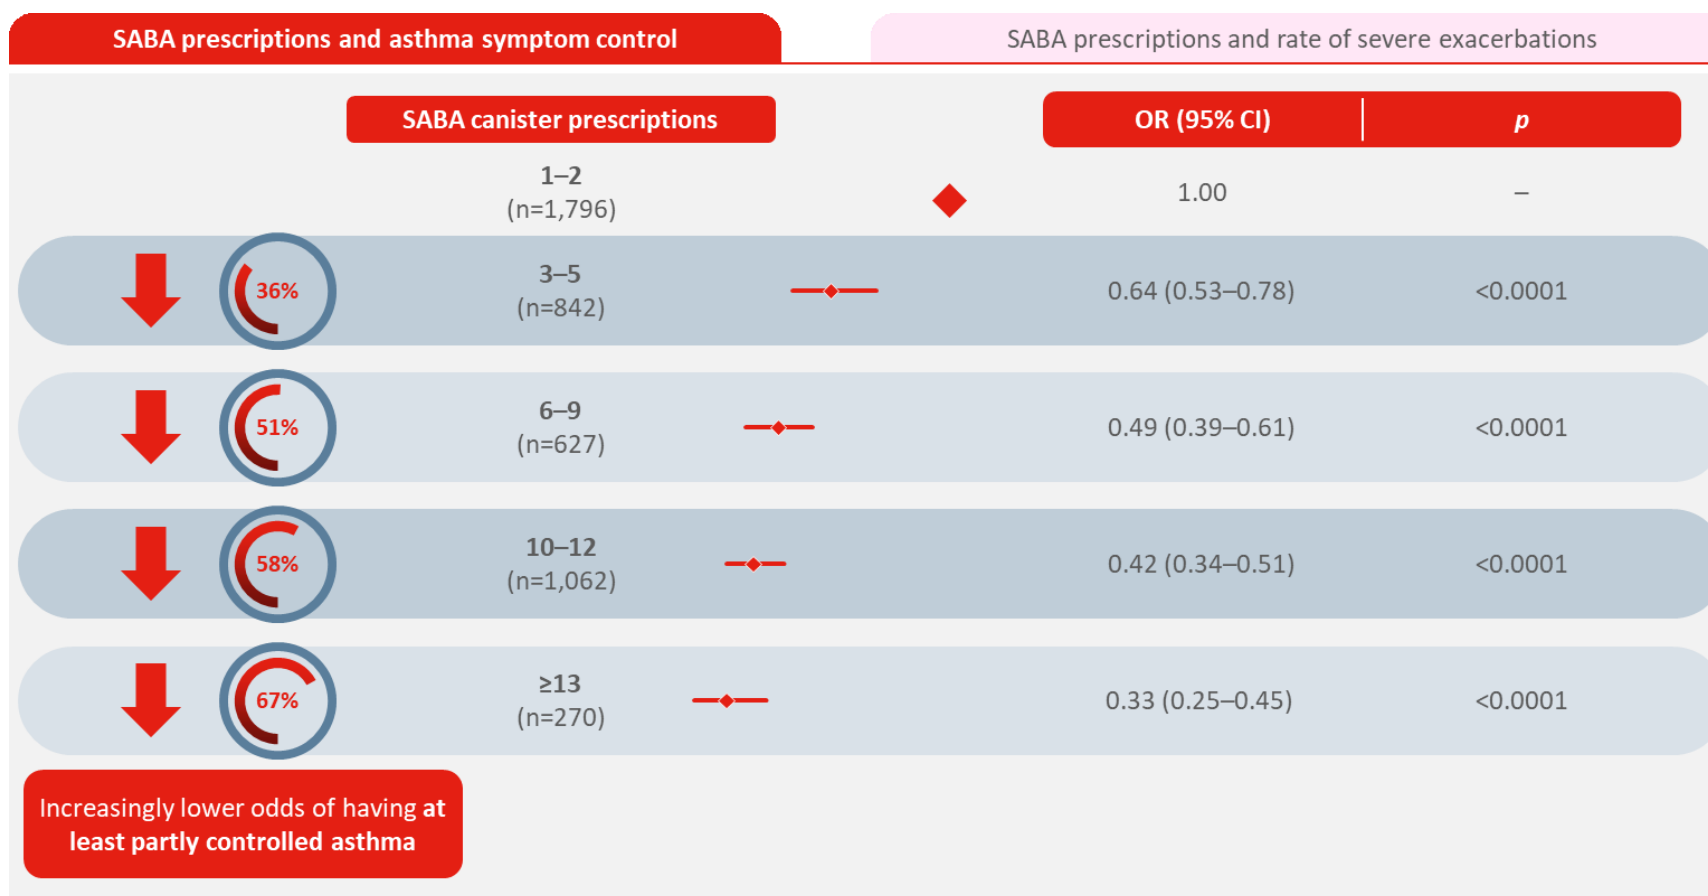 SABA prescriptions and asthma symptom control
SABA prescriptions and rate of severe exacerbations
SABA canister prescriptions
OR (95% CI)
p
1–2
(n=1,796)
1.00
–
36%
3–5
(n=842)
0.64 (0.53–0.78)
<0.0001
51%
6–9
(n=627)
0.49 (0.39–0.61)
<0.0001
58%
10–12
(n=1,062)
0.42 (0.34–0.51)
<0.0001
67%
≥13
(n=270)
0.33 (0.25–0.45)
<0.0001
Increasingly lower odds of having at
least partly controlled asthma